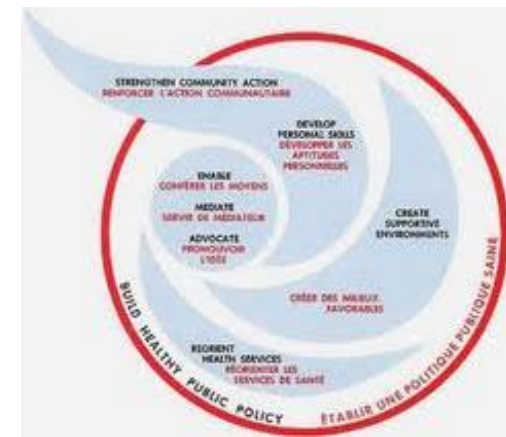 STRENGTHEN COMMUNITY ACTION
RENFORCER L'ACTION COMMUNAUTAIRE
DEVELOP
PERSONAL SKILLS
DÉVELOPPER LES
APTITUDES
PERSONNELLES
ENABLE
CONFÉRER LES MOYENS
MEDIATE
SERVIR DE MÉDIATEUR
ADVOCATE
PROMOUVOIR
L'IDÉE
CREATE
SUPPORTIVE
ENVIRONMENTS
CRÉER DES MILIEUX
FAVORABLES
REORIENT
HEALTH SERVICES
RÉORIENTER LES
SERVICES DE SANTÉ
BUILD HEALTHY PUBLIC POLICY
ÉTABLIR UNE POLITIQUE PUBLIQUE SAINE